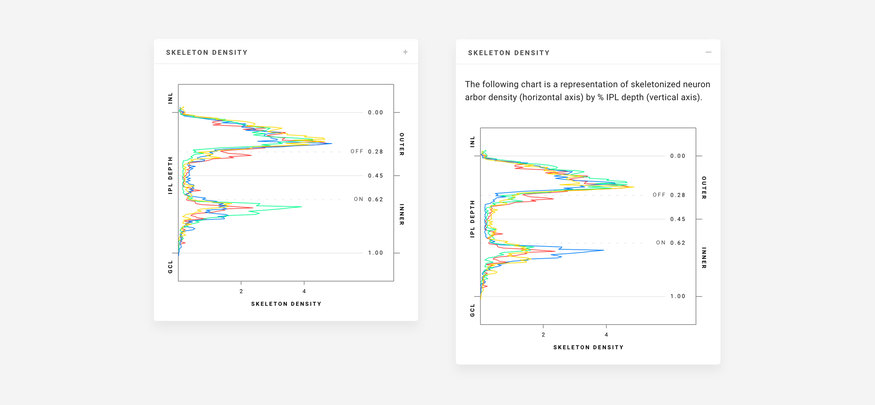 SKELETON DENSITY +
INL
0.00
OUTER
OFF 0.28
IPL DEPTH
0.45
ON 0.62
INNER
1.00
GCL
2 4
SKELETON DENSITY
SKELETON DENSITY −
The following chart is a representation of skeletonized neuron
arbor density (horizontal axis) by % IPL depth (vertical axis).
INL
0.00
OUTER
OFF 0.28
IPL DEPTH
0.45
ON 0.62
INNER
1.00
GCL
2 4
SKELETON DENSITY